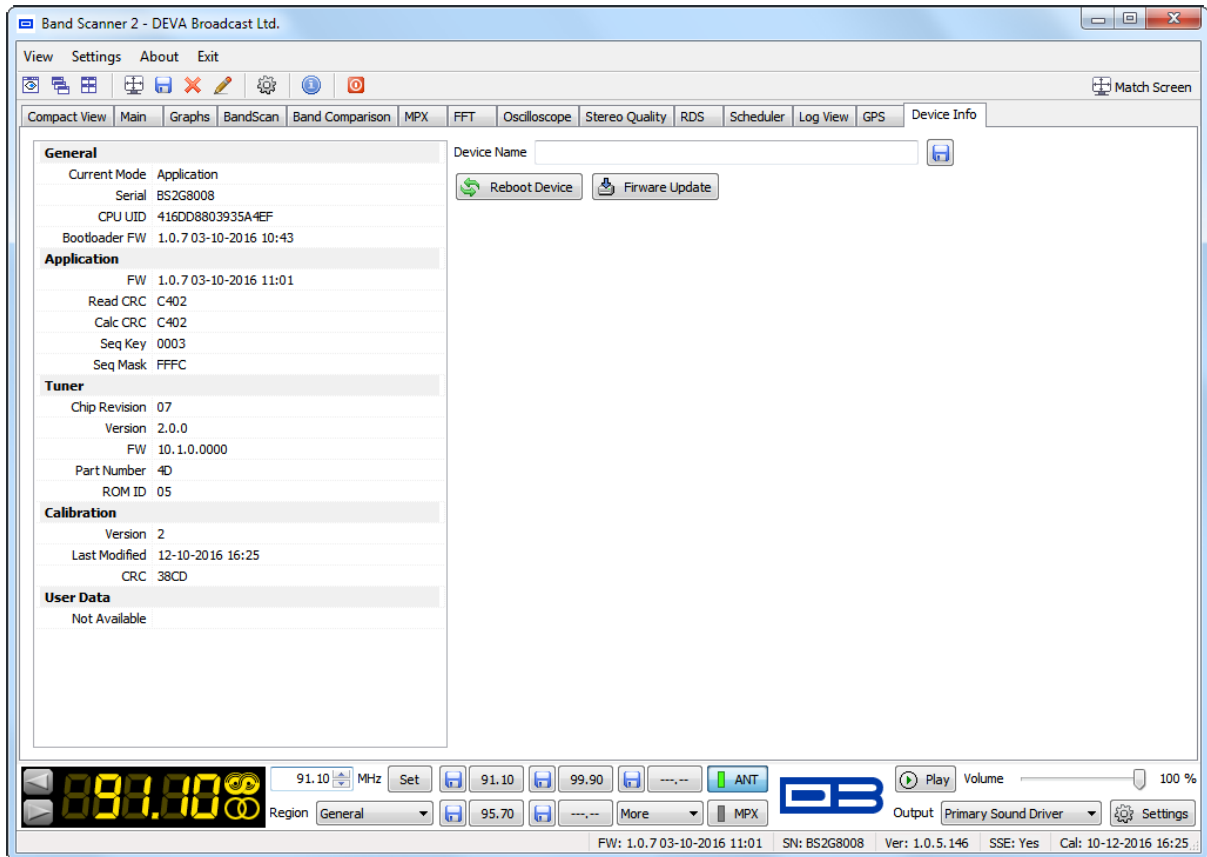 Band Scanner 2 - DEVA Broadcast Ltd.
View Settings About Exit
Match Screen
Compact View Main Graphs BandScan Band Comparison MPX FFT Oscilloscope Stereo Quality RDS Scheduler Log View GPS Device Info
General
Current Mode Application
Serial BS2G8008
CPU UID 416DD8803935A4EF
Bootloader FW 1.0.7 03-10-2016 10:43
Application
FW 1.0.7 03-10-2016 11:01
Read CRC C402
Calc CRC C402
Seq Key 0003
Seq Mask FFFC
Tuner
Chip Revision 07
Version 2.0.0
FW 10.1.0.0000
Part Number 4D
ROM ID 05
Calibration
Version 2
Last Modified 12-10-2016 16:25
CRC 38CD
User Data
Not Available
Device Name
Reboot Device Firware Update
91.10
91.10 MHz Set 91.10 99.90 ---.-- ANT
Region General 95.70 ---.-- More MPX
Play Volume 100 %
Output Primary Sound Driver Settings
FW: 1.0.7 03-10-2016 11:01 SN: BS2G8008 Ver: 1.0.5.146 SSE: Yes Cal: 10-12-2016 16:25